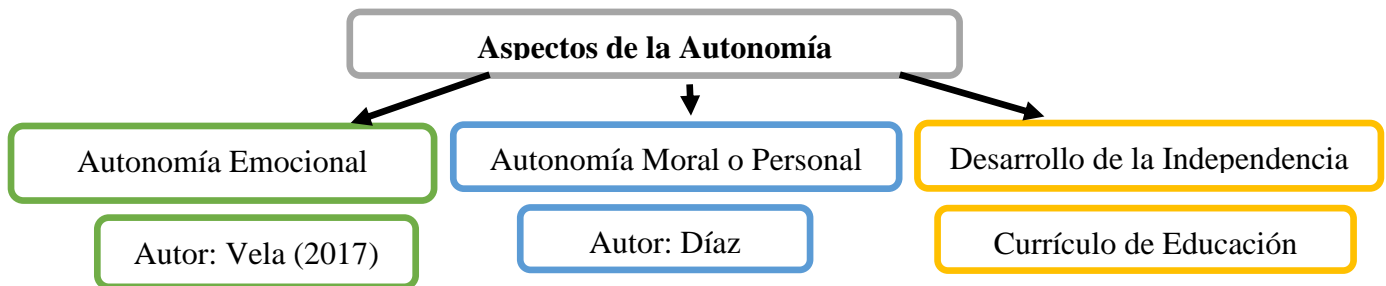 Aspectos de la Autonomía
Autonomía Emocional
Autonomía Moral o Personal
Desarrollo de la Independencia
Autor: Vela (2017)
Autor: Díaz
Currículo de Educación